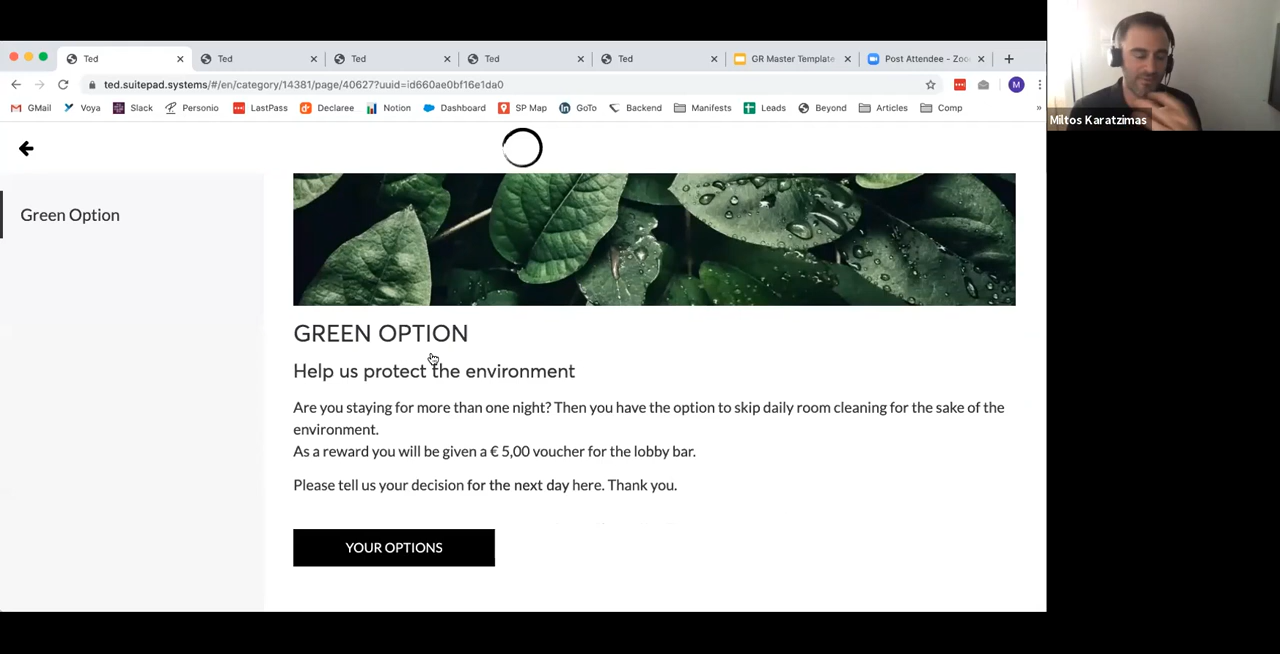 Ted
Ted
Ted
Ted
Ted
GR Master Template
Post Attendee - Zoo
ted.suitepad.systems/#/en/category/14381/page/40627?uuid=id660ae0bf16e1da0
M
GMail
Voya
Slack
Personio
LastPass
Declaree
Notion
Dashboard
SP Map
GoTo
Backend
Manifests
Leads
Beyond
Articles
Comp
»
Miltos Karatzimas
Green Option
GREEN OPTION
Help us protect the environment
Are you staying for more than one night? Then you have the option to skip daily room cleaning for the sake of the
environment.
As a reward you will be given a € 5,00 voucher for the lobby bar.
Please tell us your decision for the next day here. Thank you.
YOUR OPTIONS